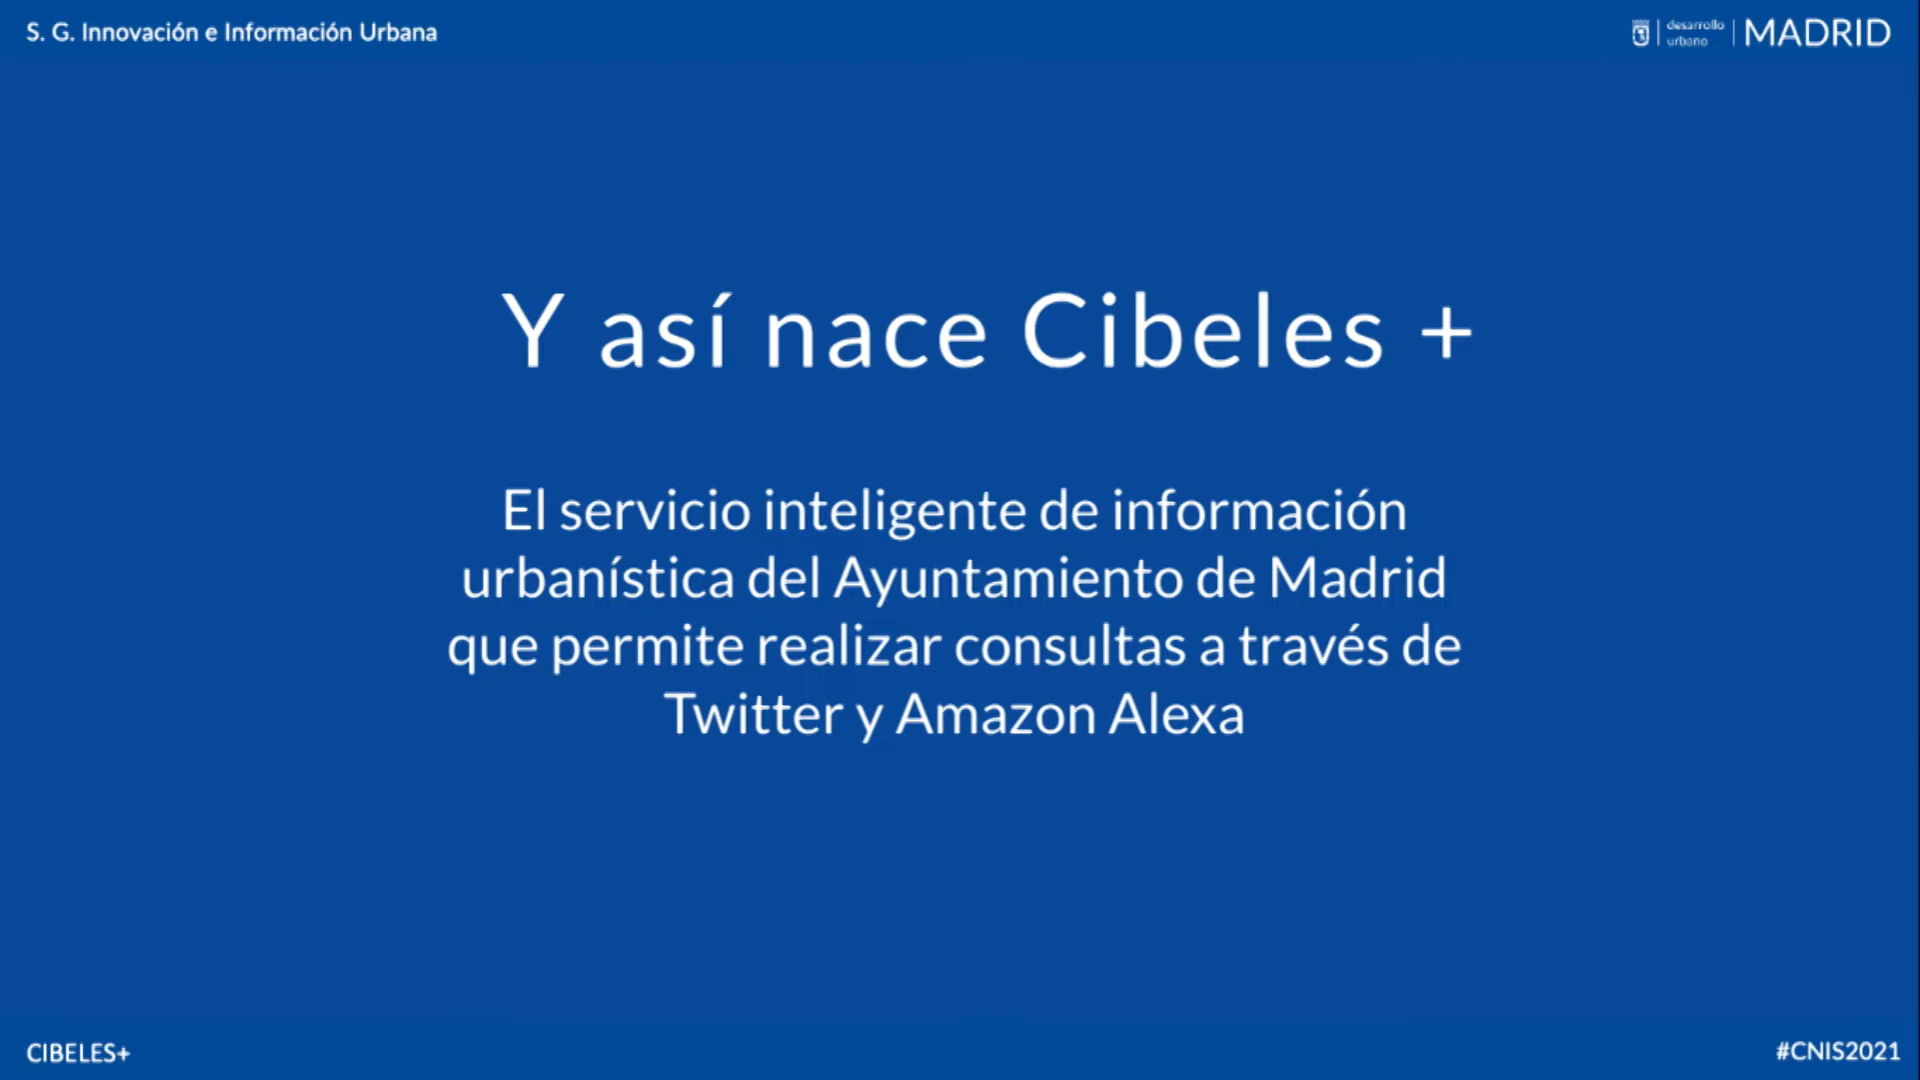 S. G. Innovación e Información Urbana
desarrollo
urbano
MADRID
Y así nace Cibeles +
El servicio inteligente de información
urbanística del Ayuntamiento de Madrid
que permite realizar consultas a través de
Twitter y Amazon Alexa
CIBELES+
#CNIS2021